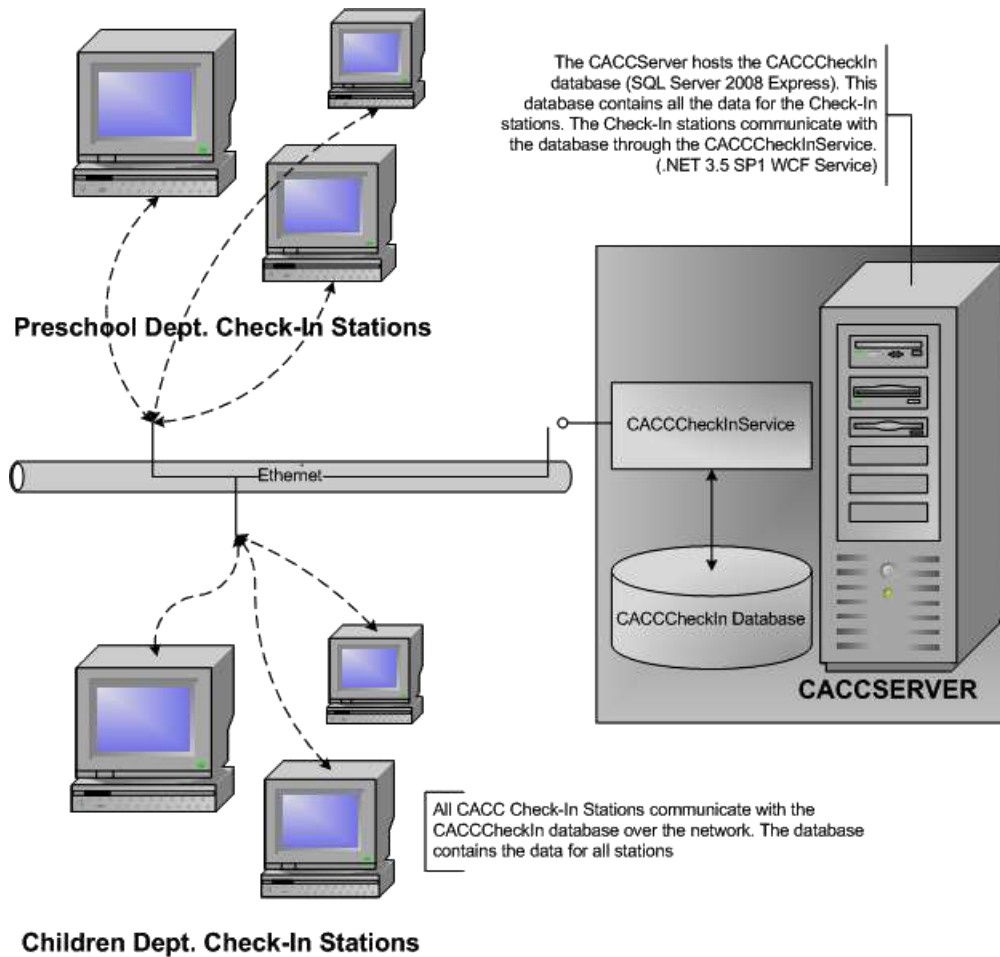 The CACCServer hosts the CACCCheckIn
database (SQL Server 2008 Express). This
database contains all the data for the Check-In
stations. The Check-In stations communicate with
the database through the CACCCheckInService.
(.NET 3.5 SP1 WCF Service)
Preschool Dept. Check-In Stations
CACCCheckInService
Ethernet
CACCCheckIn Database
CACCSERVER
All CACC Check-In Stations communicate with the
CACCCheckIn database over the network. The database
contains the data for all stations
Children Dept. Check-In Stations